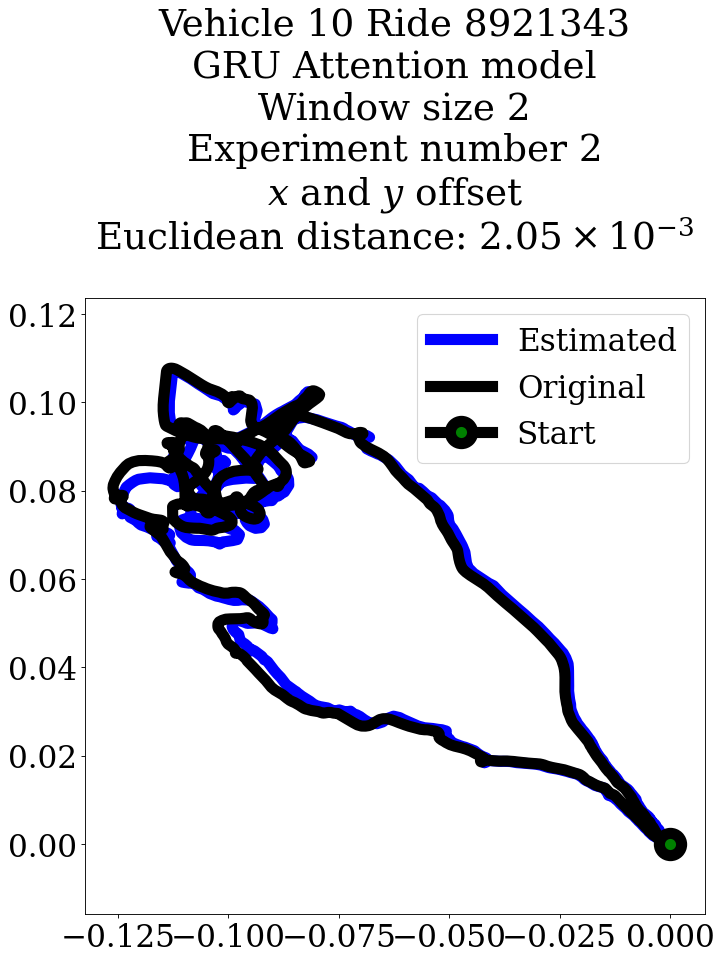 Vehicle 10 Ride 8921343
GRU Attention model
Window size 2
Experiment number 2
x and y offset
Euclidean distance: 2.05 × 10⁻³
0.12
0.10
0.08
0.06
0.04
0.02
0.00
Estimated
Original
Start
−0.125 −0.100 −0.075 −0.050 −0.025 0.000